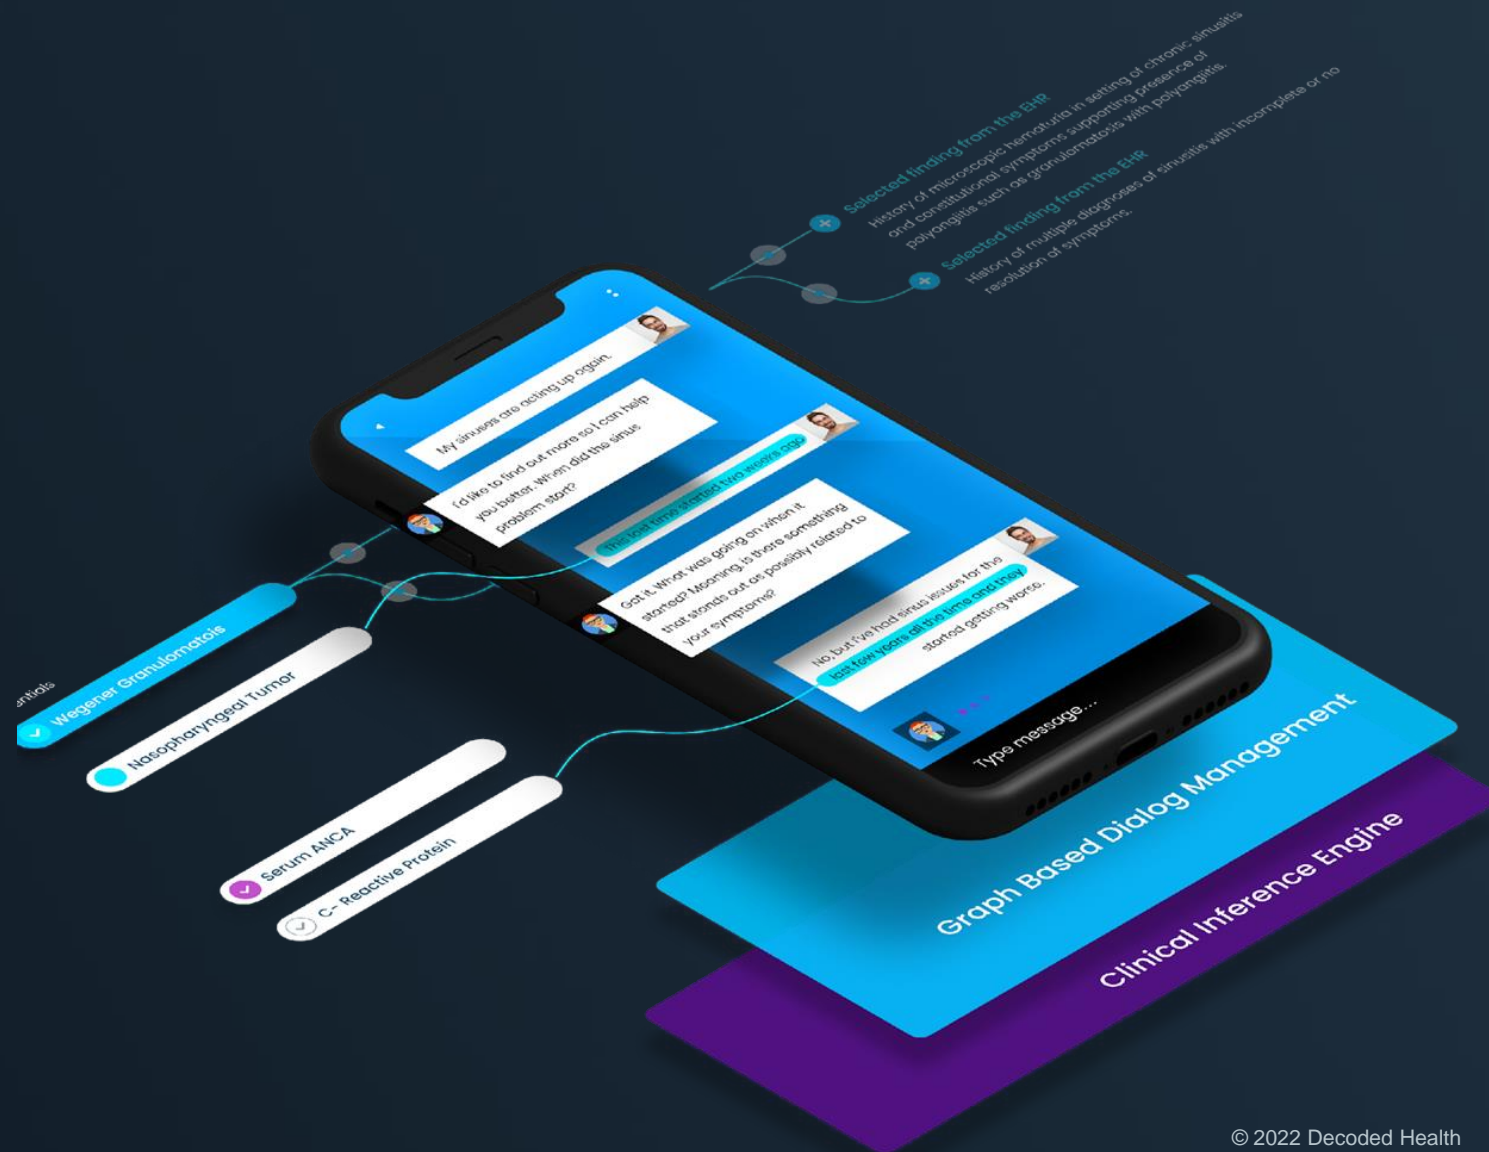 Selected finding from the EHR
History of microscopic hematuria in setting of chronic sinusitis
and constitutional symptoms supporting presence of
polyangiitis such as granulomatosis with polyangiitis.
Selected finding from the EHR
History of multiple diagnoses of sinusitis with incomplete or no
resolution of symptoms.
My sinuses are acting up again.
I'd like to find out more so I can help
you better. When did the sinus
problem start?
This last time started two weeks ago
Got it. What was going on when it
started? Meaning, is there something
that stands out as possibly related to
your symptoms?
No, but I've had sinus issues for the
last few years all the time and they
started getting worse.
Type message...
entials
Wegener Granulomatois
Nasopharyngeal Tumor
Serum ANCA
C- Reactive Protein
Graph Based Dialog Management
Clinical Inference Engine
© 2022 Decoded Health